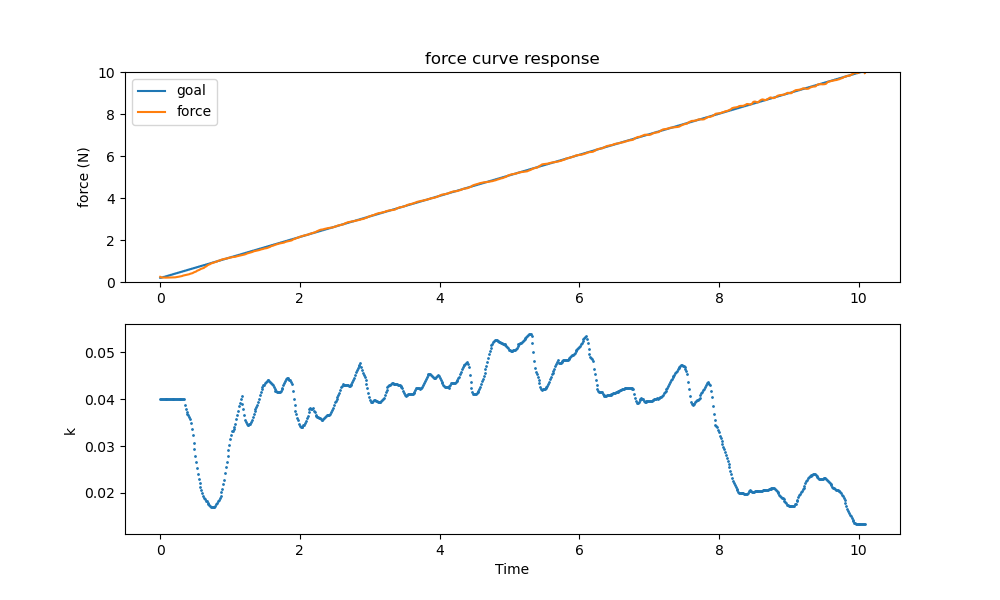 force curve response
10
8
6
4
2
0
force (N)
goal
force
0 2 4 6 8 10
0.05
0.04
0.03
0.02
k
0 2 4 6 8 10
Time